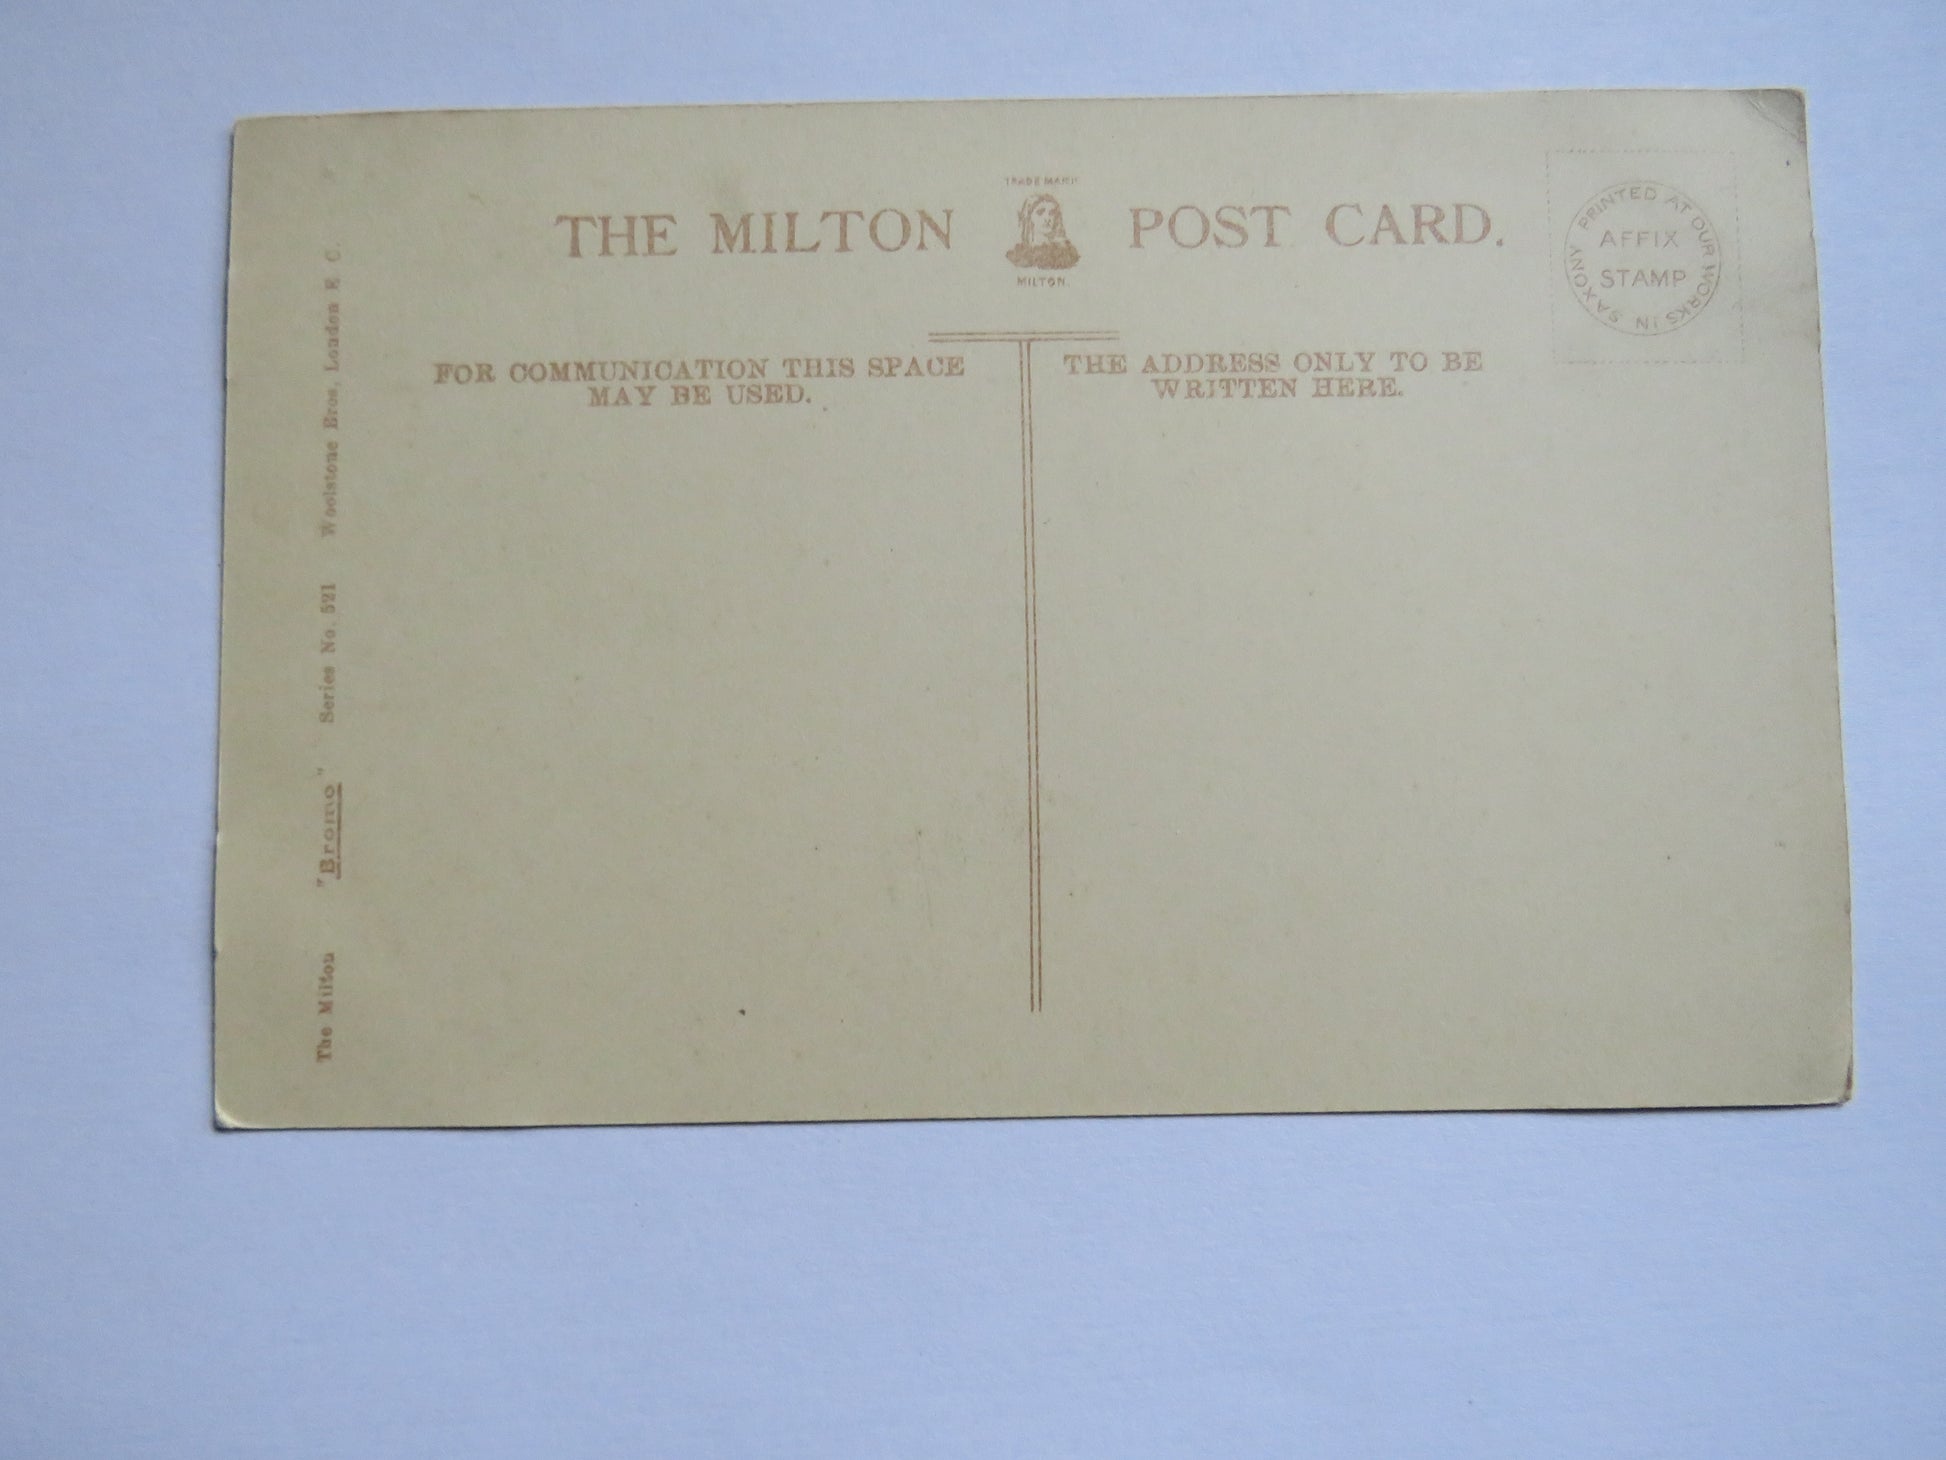 THE MILTON POST CARD.
TRADE MARK
MILTON
PRINTED AT OUR WORKS IN SAXONY
AFFIX
STAMP
FOR COMMUNICATION THIS SPACE
MAY BE USED.
THE ADDRESS ONLY TO BE
WRITTEN HERE.
The Milton "Bromo" Series No. 521 Woolstone Bros. London E. C.